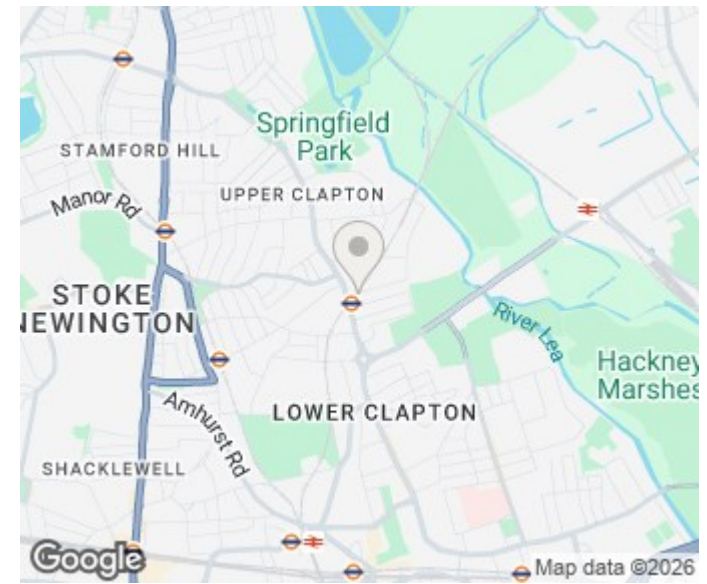 Springfield
Park
STAMFORD HILL
UPPER CLAPTON
Manor Rd
STOKE
NEWINGTON
River Lea
Hackney
Marshes
LOWER CLAPTON
Amhurst Rd
SHACKLEWELL
Google
Map data ©2026